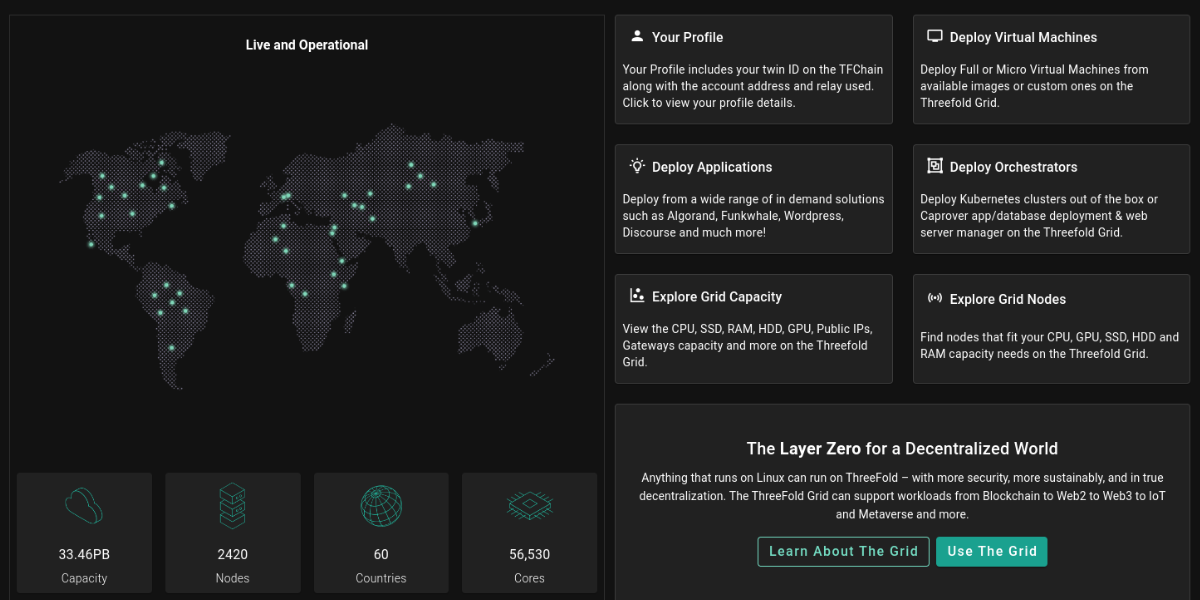 Live and Operational
33.46PB
Capacity
2420
Nodes
60
Countries
56,530
Cores
Your Profile
Your Profile includes your twin ID on the TFChain
along with the account address and relay used.
Click to view your profile details.
Deploy Virtual Machines
Deploy Full or Micro Virtual Machines from
available images or custom ones on the
Threefold Grid.
Deploy Applications
Deploy from a wide range of in demand solutions
such as Algorand, Funkwhale, Wordpress,
Discourse and much more!
Deploy Orchestrators
Deploy Kubernetes clusters out of the box or
Caprover app/database deployment & web
server manager on the Threefold Grid.
Explore Grid Capacity
View the CPU, SSD, RAM, HDD, GPU, Public IPs,
Gateways capacity and more on the Threefold
Grid.
Explore Grid Nodes
Find nodes that fit your CPU, GPU, SSD, HDD and
RAM capacity needs on the Threefold Grid.
The Layer Zero for a Decentralized World
Anything that runs on Linux can run on ThreeFold – with more security, more sustainably, and in true
decentralization. The ThreeFold Grid can support workloads from Blockchain to Web2 to Web3 to IoT
and Metaverse and more.
Learn About The Grid
Use The Grid